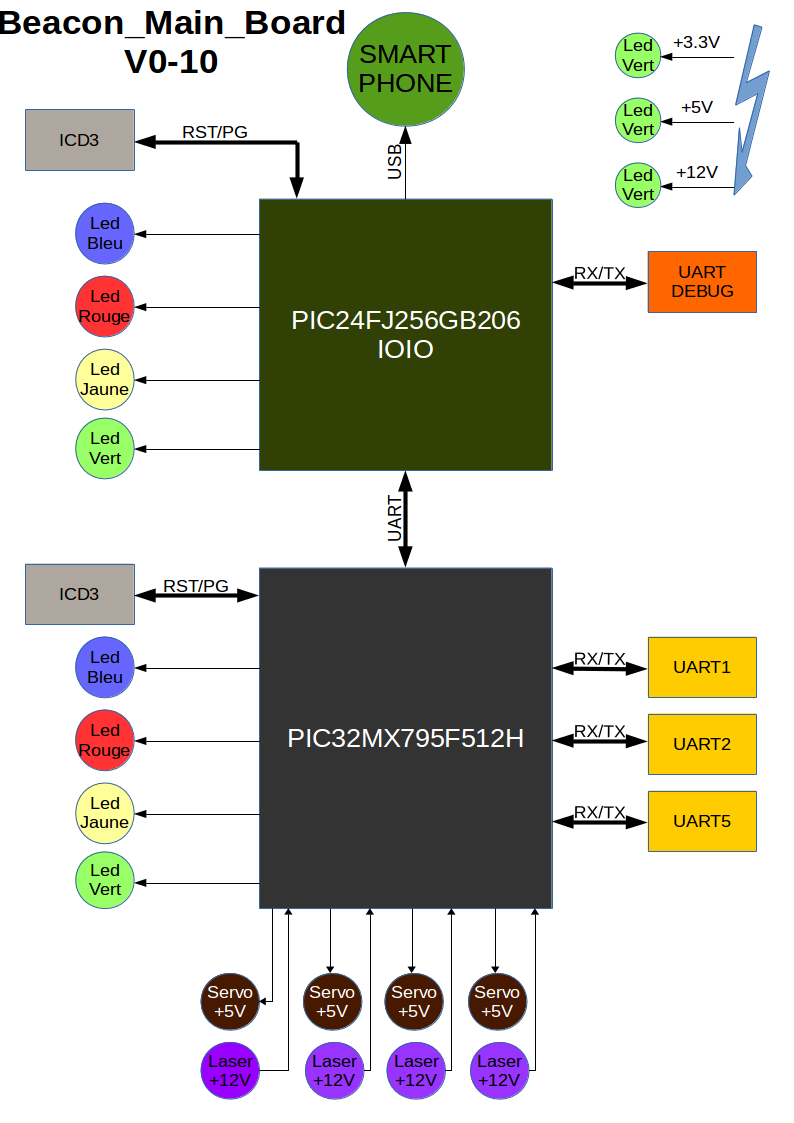 Beacon_Main_Board
V0-10
SMART
PHONE
Led
Vert
+3.3V
Led
Vert
+5V
Led
Vert
+12V
ICD3
RST/PG
USB
Led
Bleu
Led
Rouge
Led
Jaune
Led
Vert
PIC24FJ256GB206
IOIO
RX/TX
UART
DEBUG
UART
ICD3
RST/PG
Led
Bleu
Led
Rouge
Led
Jaune
Led
Vert
PIC32MX795F512H
RX/TX
UART1
RX/TX
UART2
RX/TX
UART5
Servo
+5V
Servo
+5V
Servo
+5V
Servo
+5V
Laser
+12V
Laser
+12V
Laser
+12V
Laser
+12V